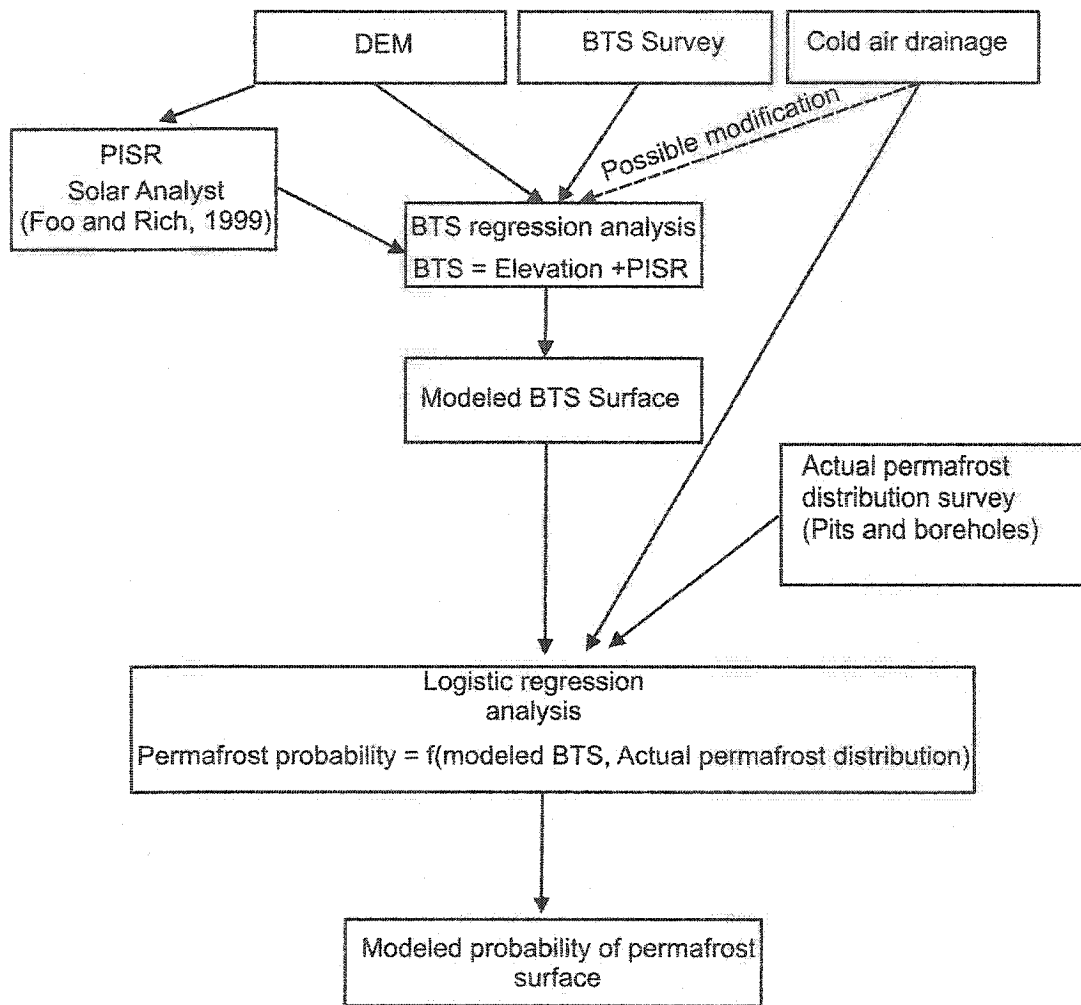 DEM
BTS Survey
Cold air drainage
Possible modification
PISR
Solar Analyst
(Foo and Rich, 1999)
BTS regression analysis
BTS = Elevation +PISR
Modeled BTS Surface
Actual permafrost
distribution survey
(Pits and boreholes)
Logistic regression
analysis
Permafrost probability = f(modeled BTS, Actual permafrost distribution)
Modeled probability of permafrost
surface